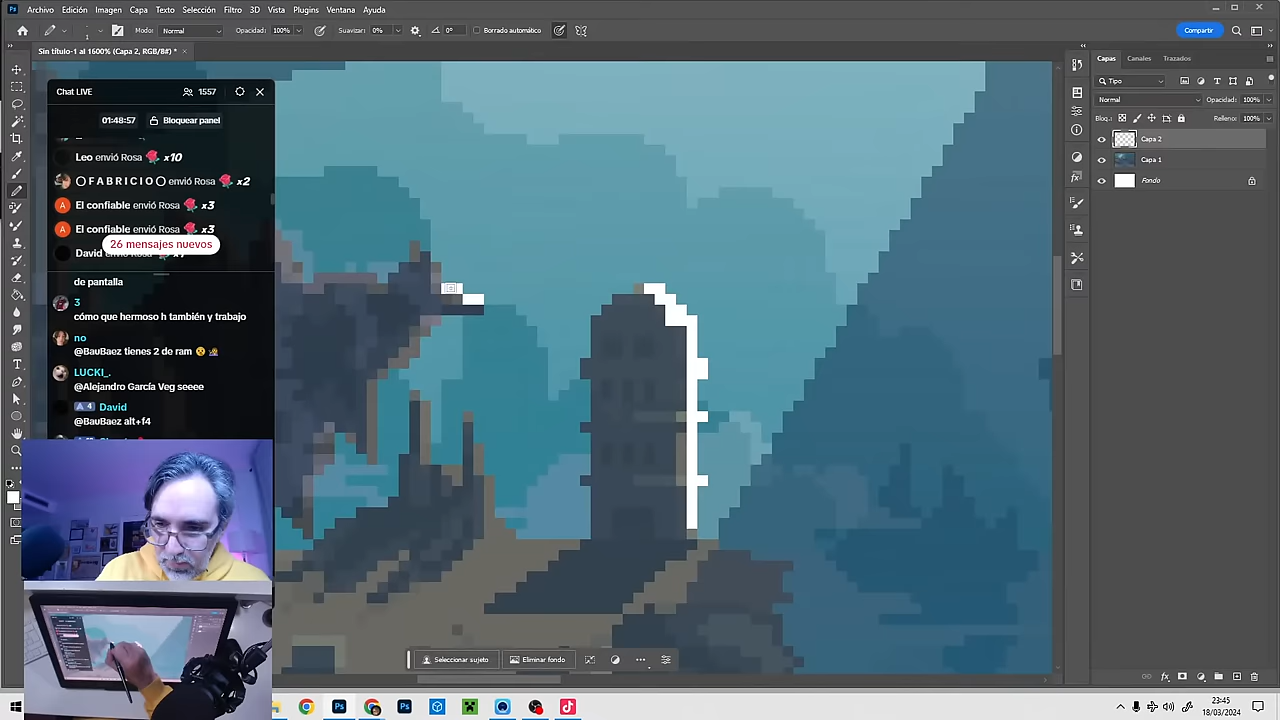 Archivo Edición Imagen Capa Texto Selección Filtro 3D Vista Plugins Ventana Ayuda
Modo: Normal Opacidad: 100% Suavizar: 0% 0° Borrado automático Compartir
Sin título-1 al 1600% (Capa 2, RGB/8#) *
Chat LIVE 1557
01:48:57 Bloquear panel
Leo envió Rosa x10
O F A B R I C I O envió Rosa x2
El confiable envió Rosa x3
El confiable envió Rosa x3
26 mensajes nuevos
David
de pantalla
3
cómo que hermoso h también y trabajo
no
@BaυBaez tienes 2 de ram
LUCKI_.
@Alejandro García Veg seeee
4 David
@BaυBaez alt+f4
Capas Canales Trazados
Tipo
Normal Opacidad: 100%
Bloq.: Relleno: 100%
Capa 2
Capa 1
Fondo
Seleccionar sujeto Eliminar fondo
23:45
18/03/2024